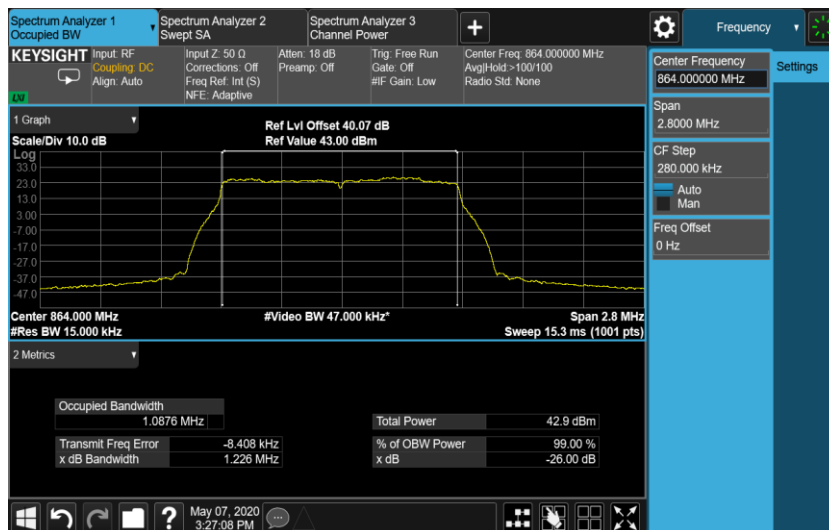 Spectrum Analyzer 1
Occupied BW
Spectrum Analyzer 2
Swept SA
Spectrum Analyzer 3
Channel Power
Frequency
KEYSIGHT
Input: RF
Coupling: DC
Align: Auto
Input Z: 50 Ω
Corrections: Off
Freq Ref: Int (S)
NFE: Adaptive
Atten: 18 dB
Preamp: Off
Trig: Free Run
Gate: Off
#IF Gain: Low
Center Freq: 864.000000 MHz
Avg|Hold:>100/100
Radio Std: None
LXI
Center Frequency
864.000000 MHz
Settings
Span
2.8000 MHz
CF Step
280.000 kHz
Auto
Man
Freq Offset
0 Hz
1 Graph
Scale/Div 10.0 dB
Ref Lvl Offset 40.07 dB
Ref Value 43.00 dBm
Log
33.0
23.0
13.0
3.00
-7.00
-17.0
-27.0
-37.0
-47.0
Center 864.000 MHz
#Video BW 47.000 kHz*
Span 2.8 MHz
#Res BW 15.000 kHz
Sweep 15.3 ms (1001 pts)
2 Metrics
Occupied Bandwidth
1.0876 MHz
Total Power 42.9 dBm
Transmit Freq Error -8.408 kHz
% of OBW Power 99.00 %
x dB Bandwidth 1.226 MHz
x dB -26.00 dB
?
May 07, 2020
3:27:08 PM